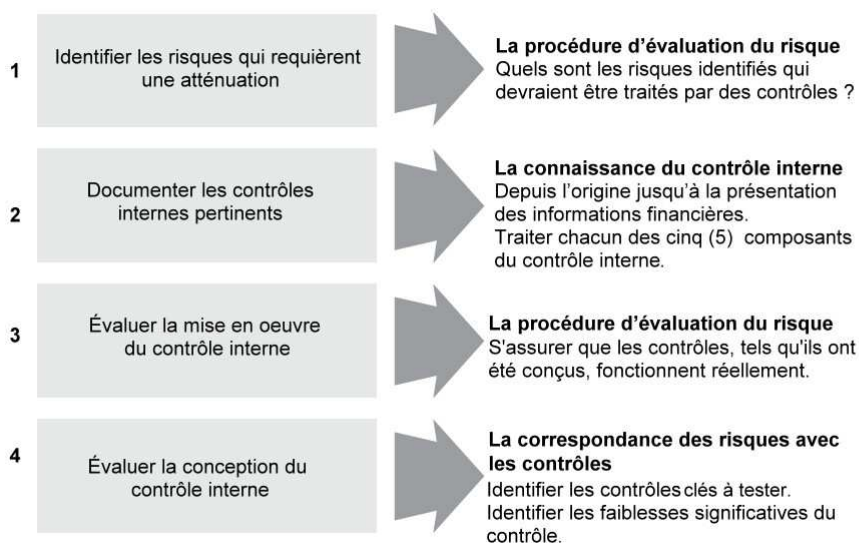 1
Identifier les risques qui requièrent
une atténuation
La procédure d'évaluation du risque
Quels sont les risques identifiés qui
devraient être traités par des contrôles ?
2
Documenter les contrôles
internes pertinents
La connaissance du contrôle interne
Depuis l'origine jusqu'à la présentation
des informations financières.
Traiter chacun des cinq (5) composants
du contrôle interne.
3
Évaluer la mise en oeuvre
du contrôle interne
La procédure d'évaluation du risque
S'assurer que les contrôles, tels qu'ils ont
été conçus, fonctionnent réellement.
4
Évaluer la conception du
contrôle interne
La correspondance des risques avec
les contrôles
Identifier les contrôles clés à tester.
Identifier les faiblesses significatives du
contrôle.